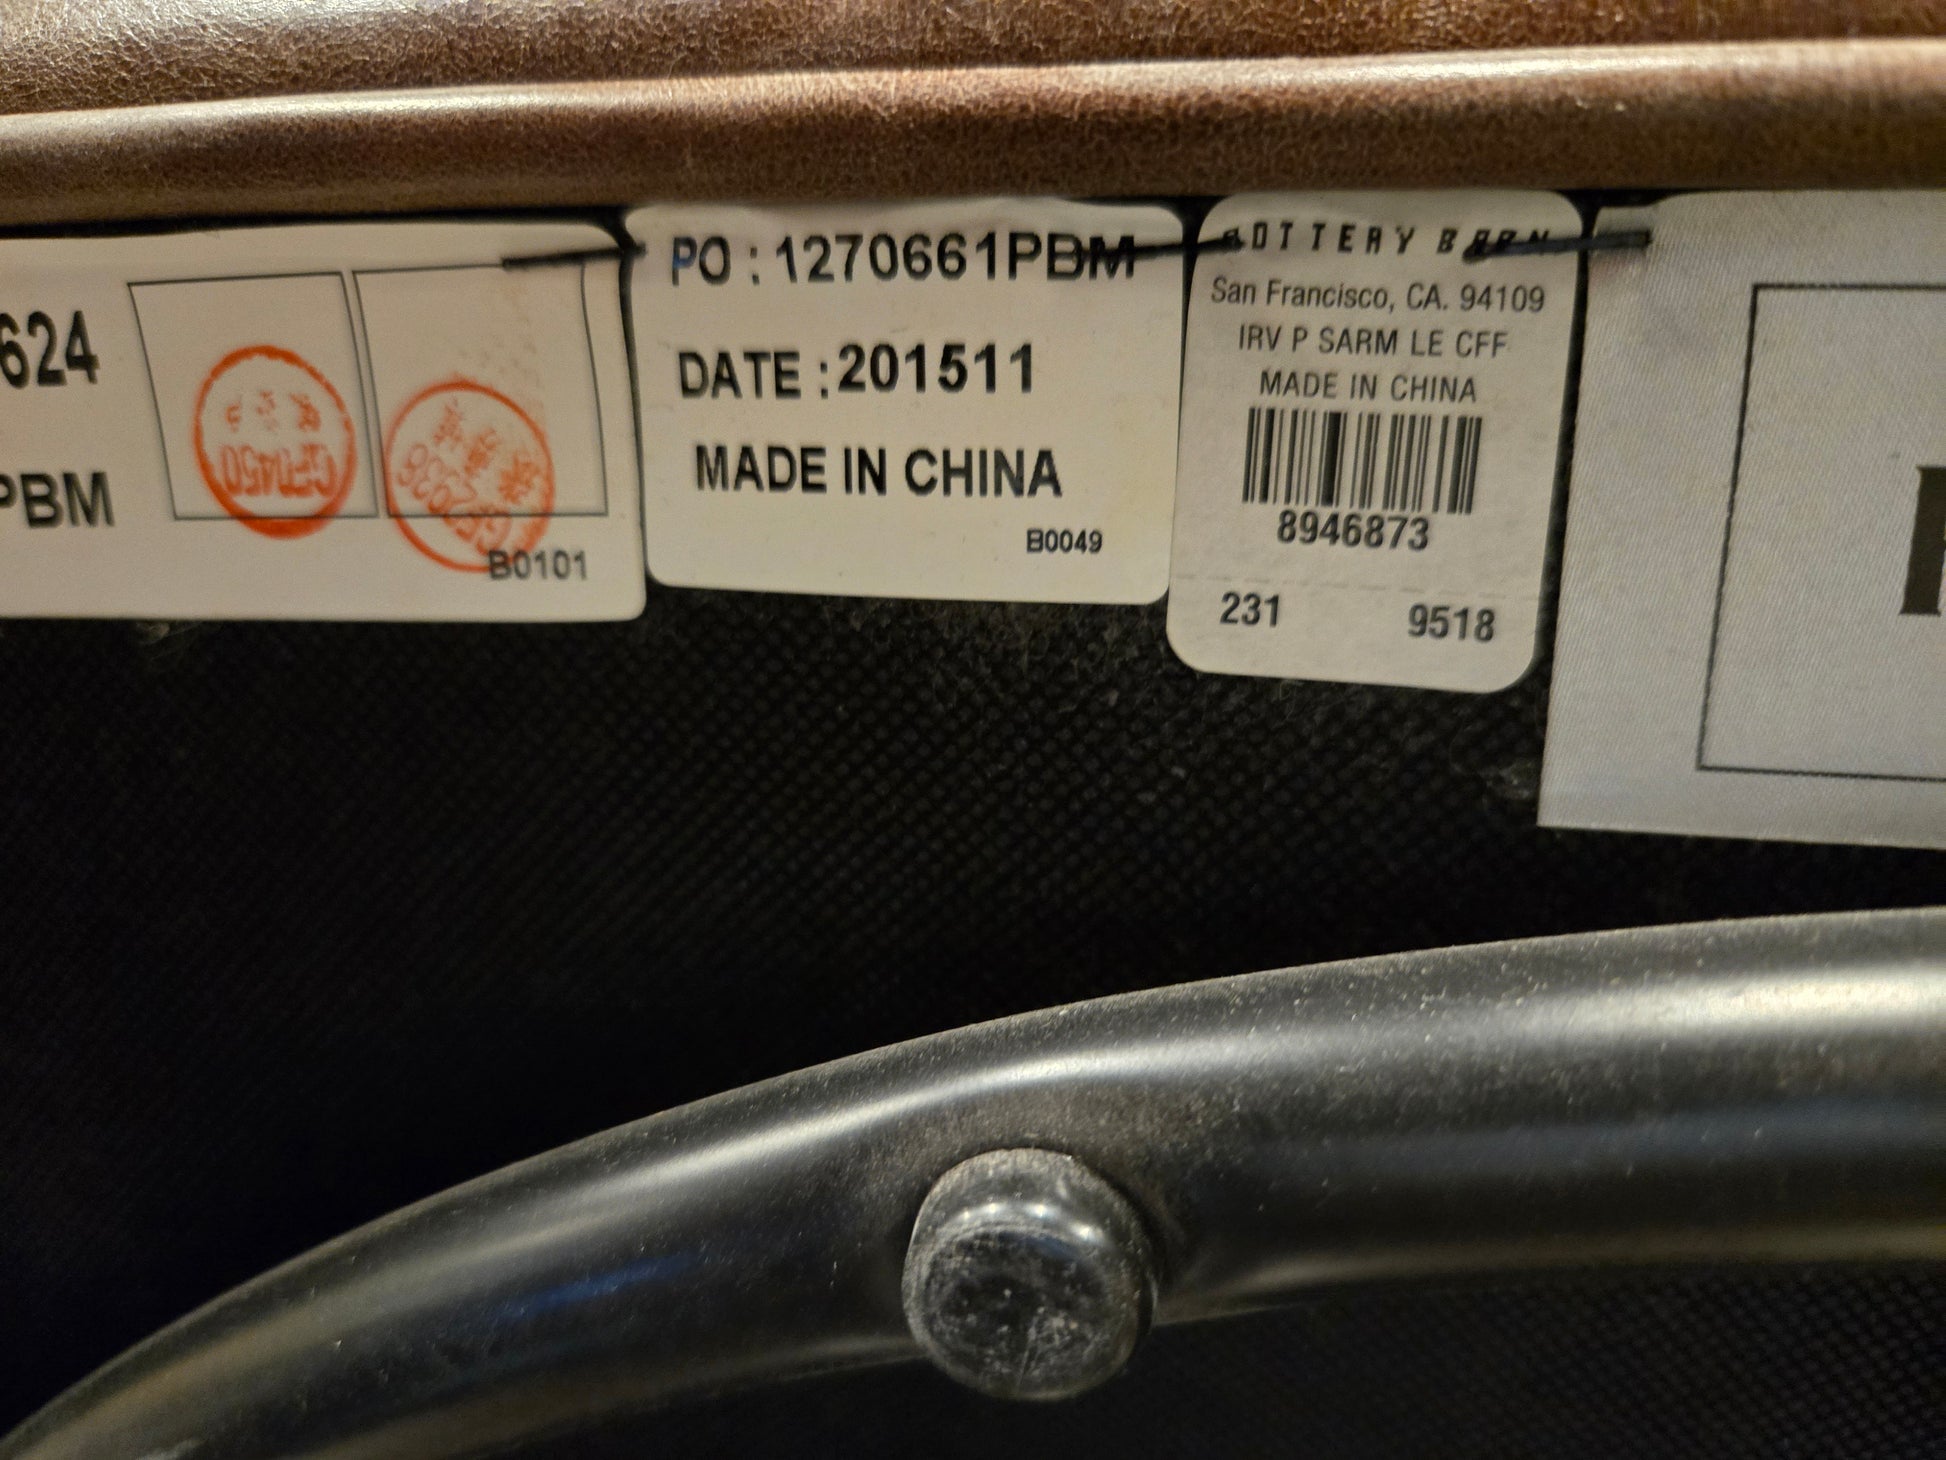 624
PBM
B0101
PO : 1270661PBM
DATE : 201511
MADE IN CHINA
B0049
POTTERY BARN
San Francisco, CA. 94109
IRV P SARM LE CFF
MADE IN CHINA
8946873
231 9518